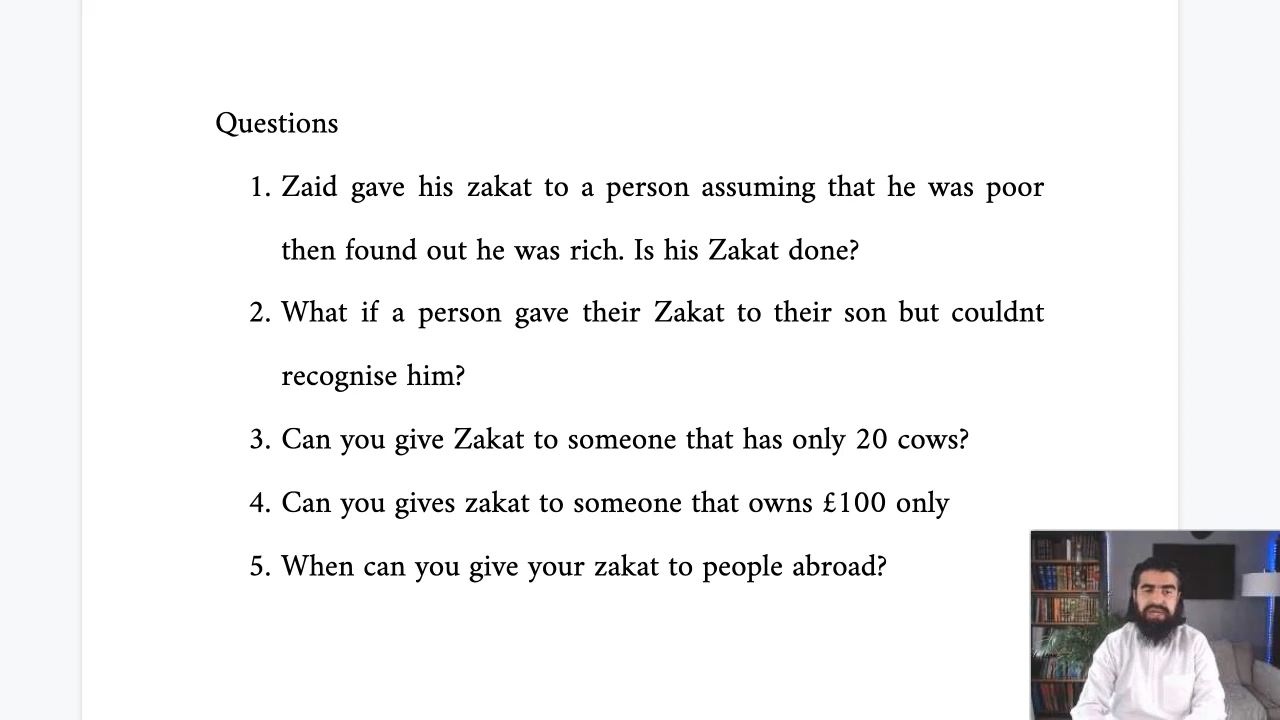 Questions
1. Zaid gave his zakat to a person assuming that he was poor
then found out he was rich. Is his Zakat done?
2. What if a person gave their Zakat to their son but couldnt
recognise him?
3. Can you give Zakat to someone that has only 20 cows?
4. Can you gives zakat to someone that owns £100 only
5. When can you give your zakat to people abroad?